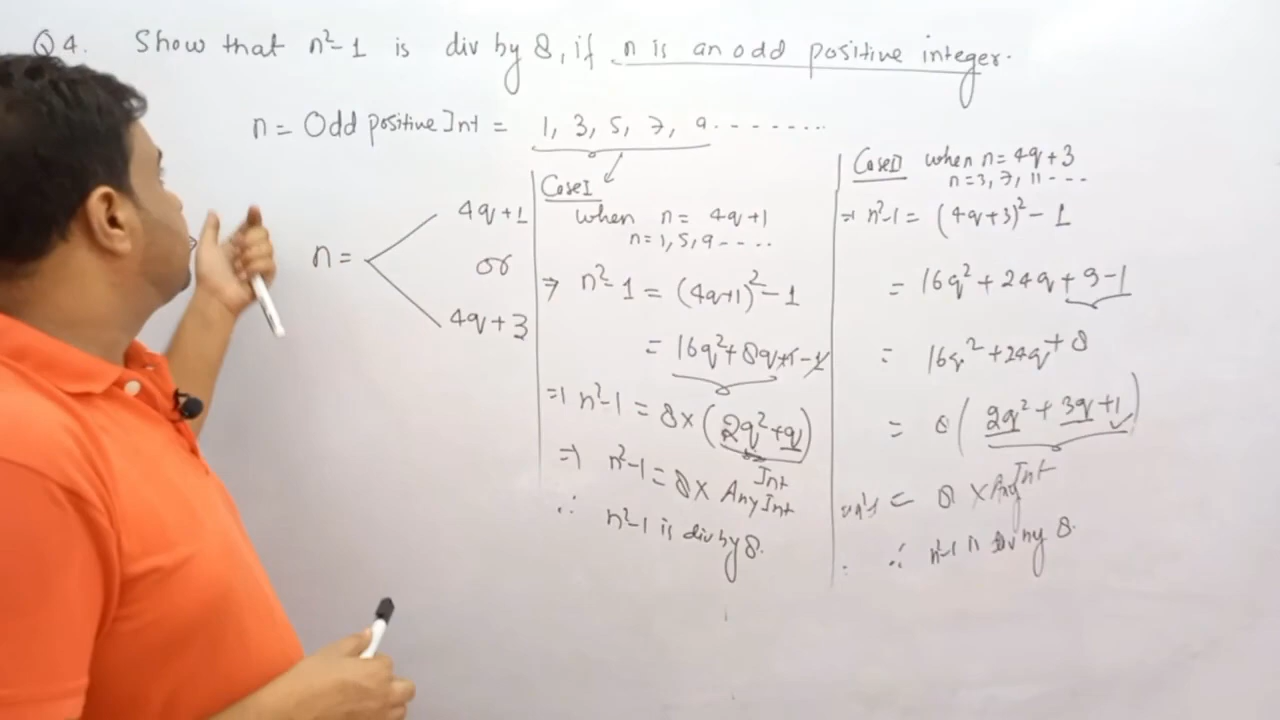 Q4. Show that n²-1 is div by 8, if n is an odd positive integer.
n = Odd positive Int = 1, 3, 5, 7, 9 --------
n =
4q+1
or
4q+3
Case I
when n = 4q+1
n=1, 5, 9 ----
⇒ n²-1 = (4q+1)²-1
= 16q²+8q+1-1
⇒ n²-1 = 8×(2q²+q)
Int
⇒ n²-1 = 8× Any Int
∴ n²-1 is div by 8.
Case II when n=4q+3
n=3, 7, 11 ---
⇒ n²-1 = (4q+3)²-1
= 16q²+24q+9-1
= 16q²+24q+8
= 8(2q²+3q+1)
Int
⇒ n²-1 = 8 × Any
∴ n²-1 is div by 8.